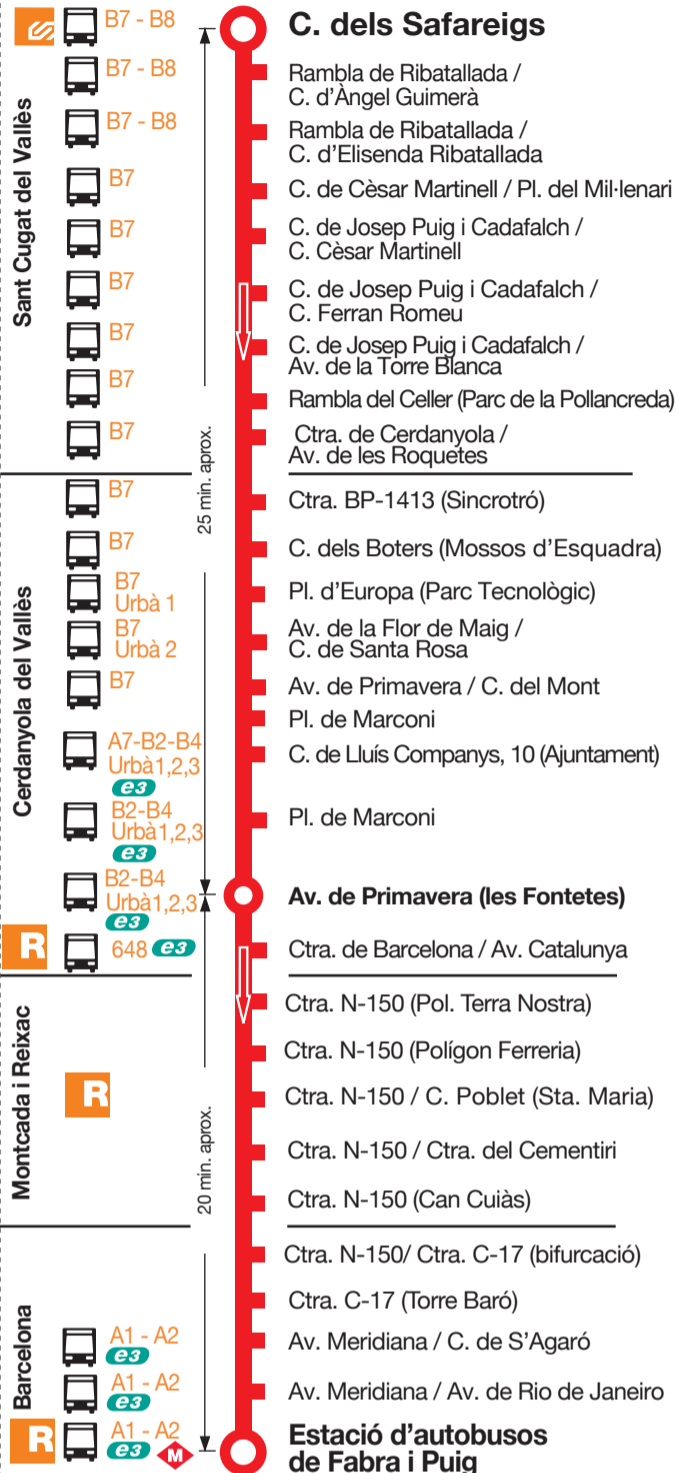 B7 - B8
C. dels Safareigs
B7 - B8
Rambla de Ribatallada /
C. d’Àngel Guimerà
B7 - B8
Rambla de Ribatallada /
C. d’Elisenda Ribatallada
Sant Cugat del Vallès
B7
C. de Cèsar Martinell / Pl. del Mil·lenari
B7
C. de Josep Puig i Cadafalch /
C. Cèsar Martinell
B7
C. de Josep Puig i Cadafalch /
C. Ferran Romeu
B7
C. de Josep Puig i Cadafalch /
Av. de la Torre Blanca
B7
Rambla del Celler (Parc de la Pollancreda)
B7
Ctra. de Cerdanyola /
Av. de les Roquetes
25 min. aprox.
B7
Ctra. BP-1413 (Sincrotró)
B7
C. dels Boters (Mossos d’Esquadra)
Cerdanyola del Vallès
B7
Urbà 1
Pl. d’Europa (Parc Tecnològic)
B7
Urbà 2
Av. de la Flor de Maig /
C. de Santa Rosa
B7
Av. de Primavera / C. del Mont
Pl. de Marconi
A7-B2-B4
Urbà1,2,3
e3
C. de Lluís Companys, 10 (Ajuntament)
B2-B4
Urbà1,2,3
e3
Pl. de Marconi
B2-B4
Urbà1,2,3
e3
Av. de Primavera (les Fontetes)
R
648 e3
Ctra. de Barcelona / Av. Catalunya
Montcada i Reixac
R
Ctra. N-150 (Pol. Terra Nostra)
Ctra. N-150 (Polígon Ferreria)
Ctra. N-150 / C. Poblet (Sta. Maria)
Ctra. N-150 / Ctra. del Cementiri
Ctra. N-150 (Can Cuiàs)
20 min. aprox.
Barcelona
Ctra. N-150/ Ctra. C-17 (bifurcació)
Ctra. C-17 (Torre Baró)
A1 - A2
e3
Av. Meridiana / C. de S’Agaró
A1 - A2
e3
Av. Meridiana / Av. de Rio de Janeiro
R
A1 - A2
e3 M
Estació d’autobusos
de Fabra i Puig